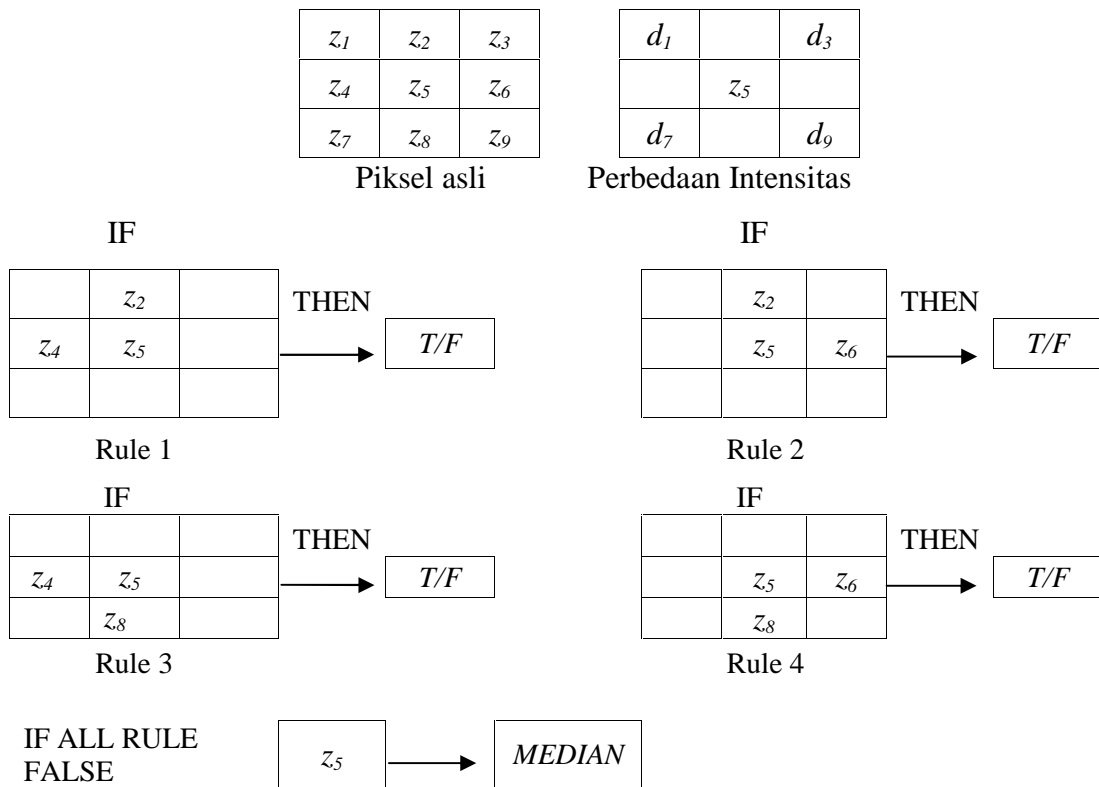 z1 z2 z3 d1 d3
z4 z5 z6 z5
z7 z8 z9 d7 d9
Piksel asli Perbedaan Intensitas
IF IF
z2 THEN z2 THEN
z4 z5 T/F z5 z6 T/F
Rule 1 Rule 2
IF IF
THEN THEN
z4 z5 T/F z5 z6 T/F
z8 z8
Rule 3 Rule 4
IF ALL RULE
FALSE z5 MEDIAN